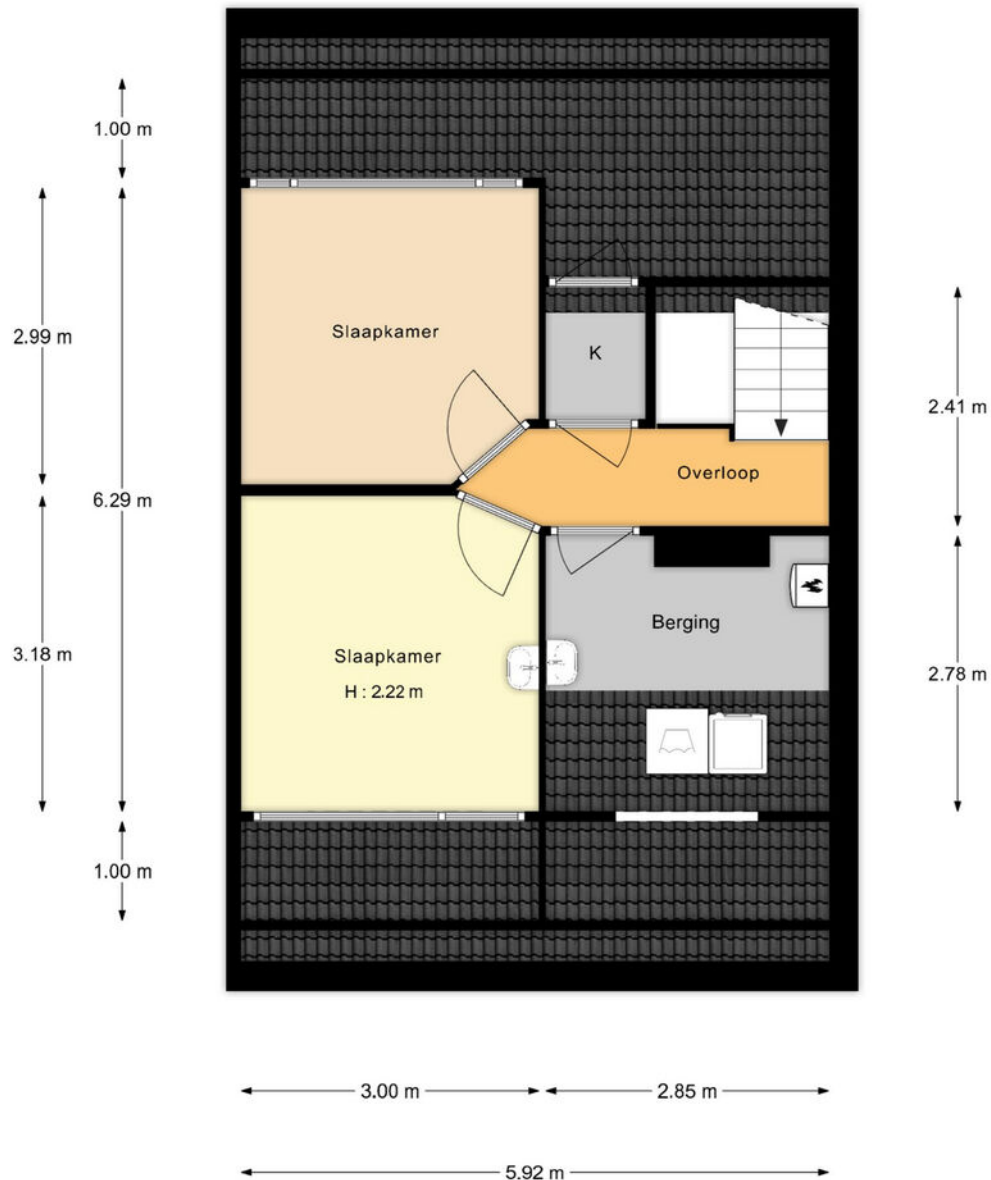 1.00 m
2.99 m
6.29 m
3.18 m
1.00 m
Slaapkamer
K
Overloop
Slaapkamer
H : 2.22 m
Berging
2.41 m
2.78 m
3.00 m
2.85 m
5.92 m